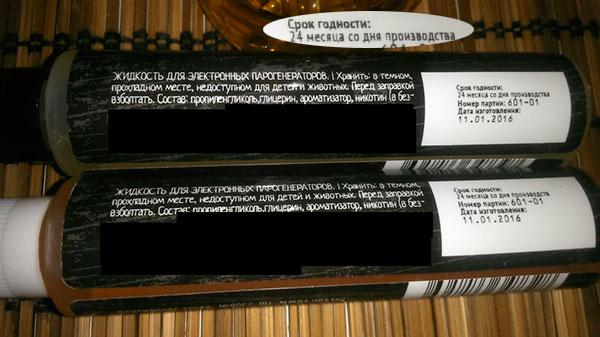 Срок годности:
24 месяца со дня производства
ЖИДКОСТЬ ДЛЯ ЭЛЕКТРОННЫХ ПАРОГЕНЕРАТОРОВ. | Хранить: в темном,
прохладном месте, недоступном для детей и животных. Перед заправкой
взболтать. Состав: пропиленгликоль,глицерин, ароматизатор, никотин (в без-
Срок годности:
24 месяца со дня производства
Номер партии: 601-01
Дата изготовления:
11.01.2016
ЖИДКОСТЬ ДЛЯ ЭЛЕКТРОННЫХ ПАРОГЕНЕРАТОРОВ. | Хранить: в темном,
прохладном месте, недоступном для детей и животных. Перед заправкой
взболтать. Состав: пропиленгликоль,глицерин, ароматизатор, никотин (в без-
Срок годности:
24 месяца со дня производства
Номер партии: 601-01
Дата изготовления:
11.01.2016